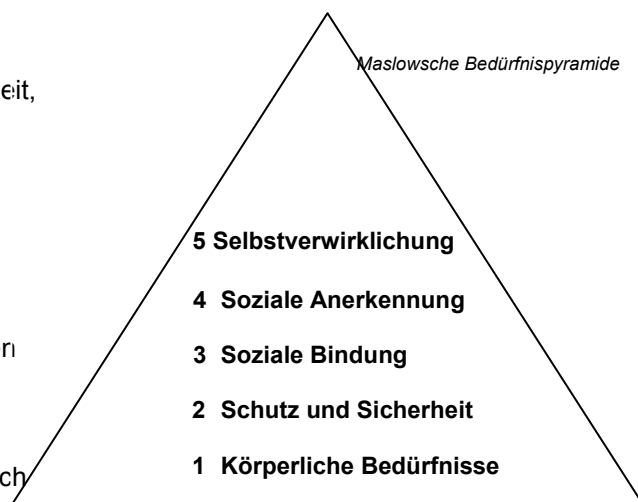 Maslowsche Bedürfnispyramide
5 Selbstverwirklichung
4 Soziale Anerkennung
3 Soziale Bindung
2 Schutz und Sicherheit
1 Körperliche Bedürfnisse